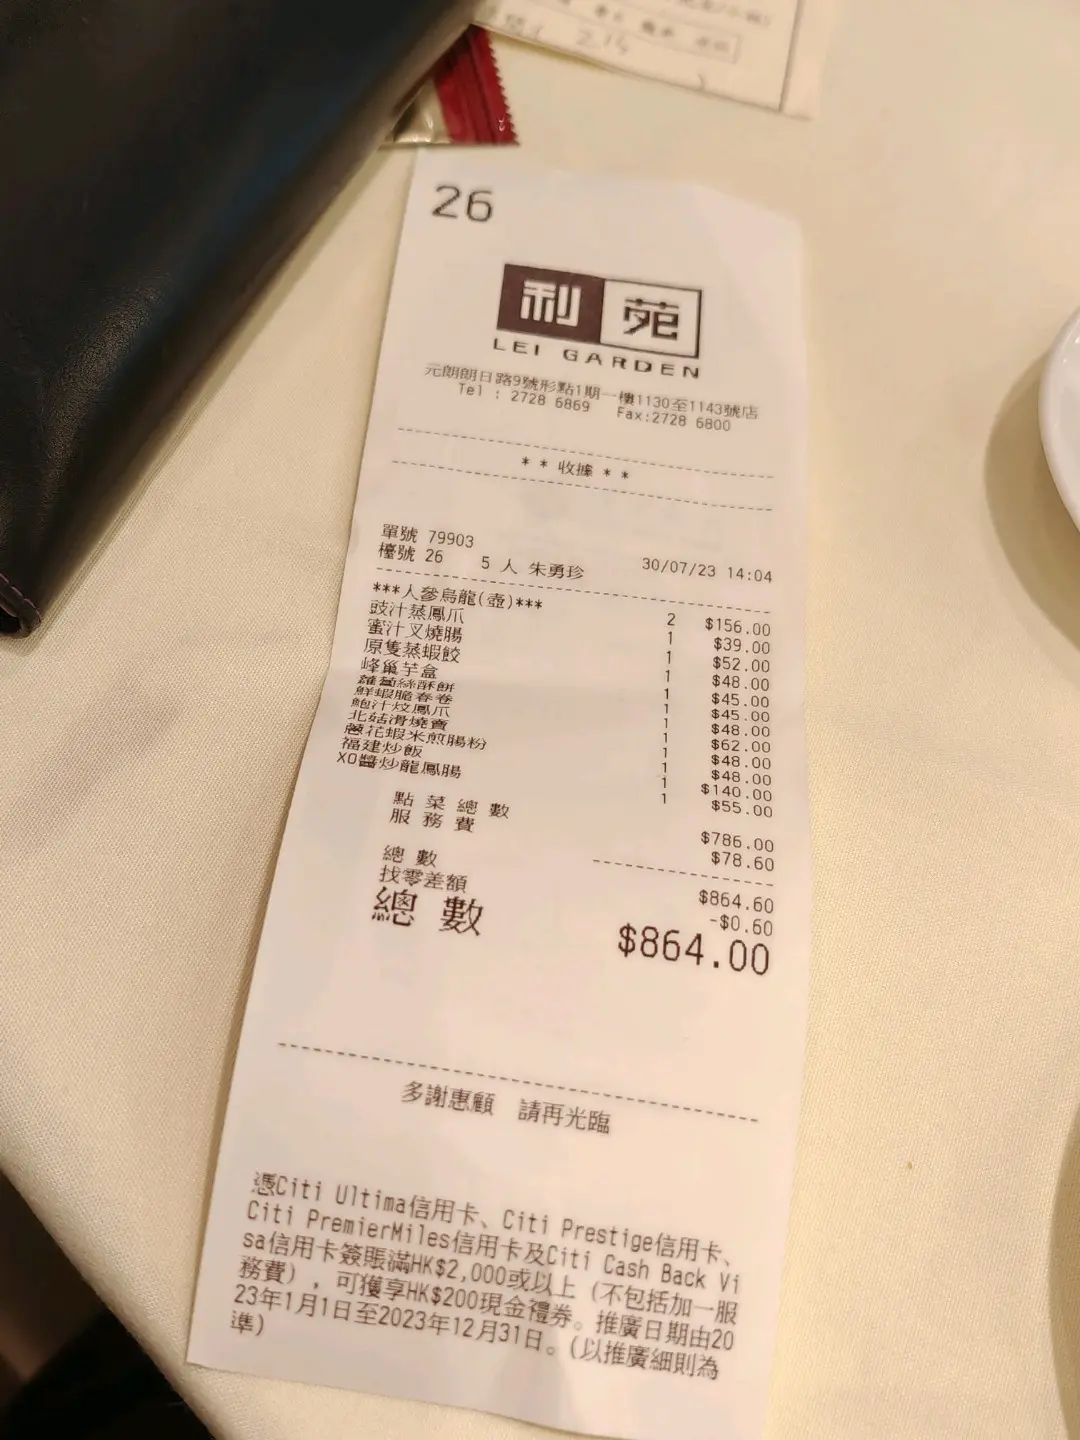 26
利苑
LEI GARDEN
元朗朗日路9號形點1期一樓1130至1143號店
Tel : 2728 6869 Fax:2728 6800
* * 收據 * *
單號 79903
檯號 26 5 人 朱勇珍 30/07/23 14:04
***人參烏龍(壺)*** 2 $156.00
豉汁蒸鳳爪 1 $39.00
蜜汁叉燒腸 1 $52.00
原隻蒸蝦餃 1 $48.00
蜂巢芋盒 1 $45.00
蘿蔔絲酥餅 1 $45.00
鮮蝦脆春卷 1 $48.00
鮑汁炆鳳爪 1 $62.00
北菇滑燒賣 1 $48.00
蔥花蝦米煎腸粉 1 $48.00
福建炒飯 1 $140.00
XO醬炒龍鳳腸 1 $55.00
點 菜 總 數 $786.00
服 務 費 $78.60
總 數 $864.60
找零差額 -$0.60
總 數 $864.00
多謝惠顧 請再光臨
憑Citi Ultima信用卡、Citi Prestige信用卡、
Citi PremierMiles信用卡及Citi Cash Back Vi
sa信用卡簽賬滿HK$2,000或以上 (不包括加一服
務費) , 可獲享HK$200現金禮券。推廣日期由20
23年1月1日至2023年12月31日。(以推廣細則為
準)